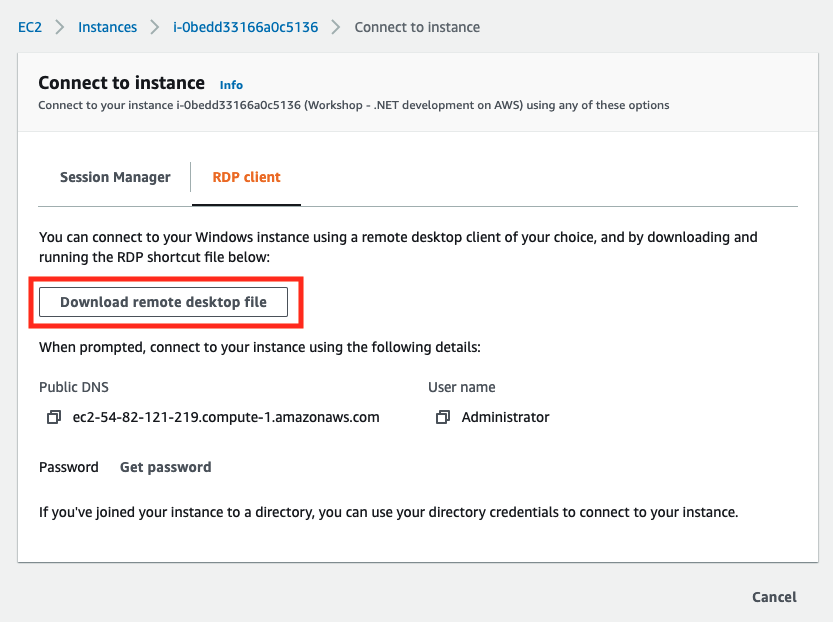 EC2 > Instances > i-0bedd33166a0c5136 > Connect to instance
Connect to instance Info
Connect to your instance i-0bedd33166a0c5136 (Workshop - .NET development on AWS) using any of these options
Session Manager RDP client
You can connect to your Windows instance using a remote desktop client of your choice, and by downloading and
running the RDP shortcut file below:
Download remote desktop file
When prompted, connect to your instance using the following details:
Public DNS User name
ec2-54-82-121-219.compute-1.amazonaws.com Administrator
Password Get password
If you've joined your instance to a directory, you can use your directory credentials to connect to your instance.
Cancel